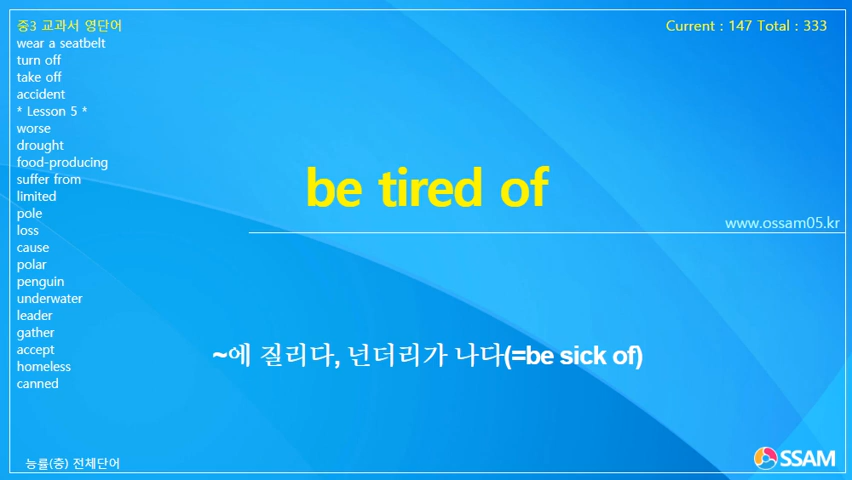 중3 교과서 영단어
Current : 147 Total : 333
wear a seatbelt
turn off
take off
accident
* Lesson 5 *
worse
drought
food-producing
suffer from
limited
pole
loss
cause
polar
penguin
underwater
leader
gather
accept
homeless
canned
be tired of
www.ossam05.kr
~에 질리다, 넌더리가 나다(=be sick of)
능률(중) 전체단어
OSSAM